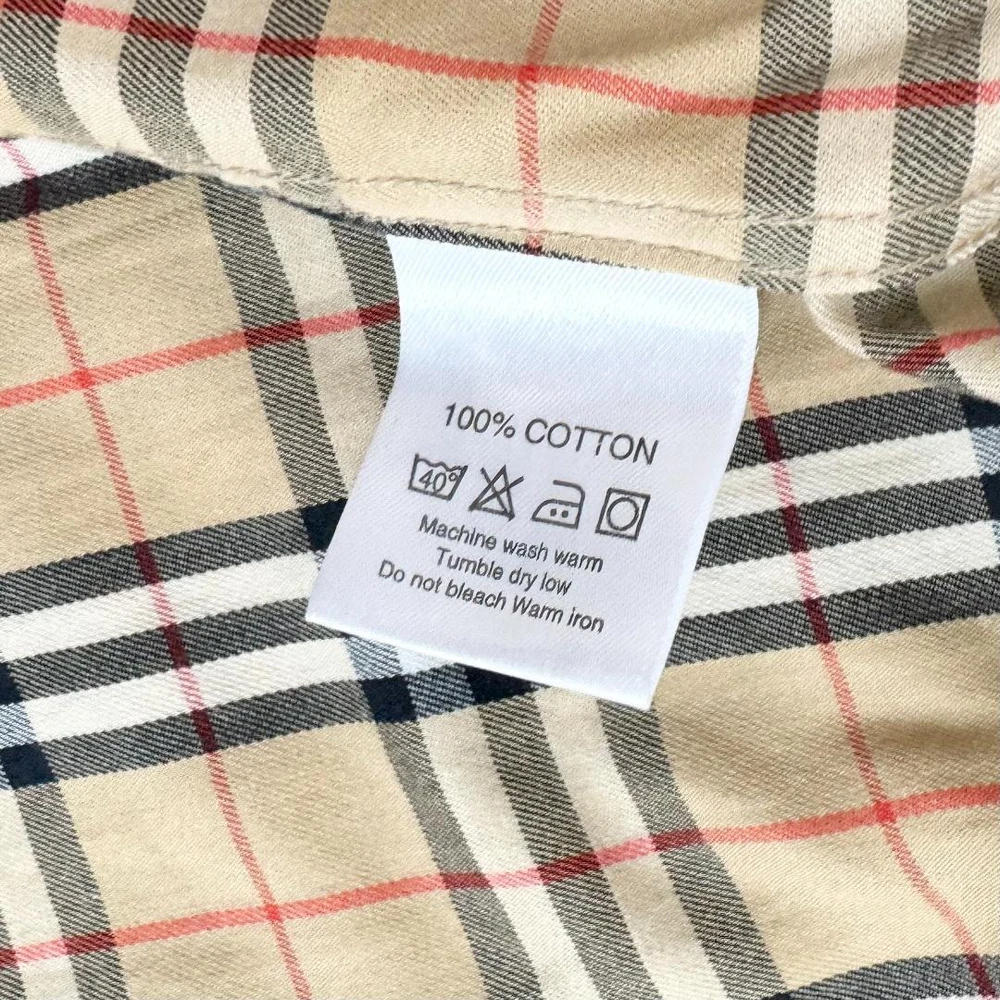 100% COTTON
40°
Machine wash warm
Tumble dry low
Do not bleach Warm iron